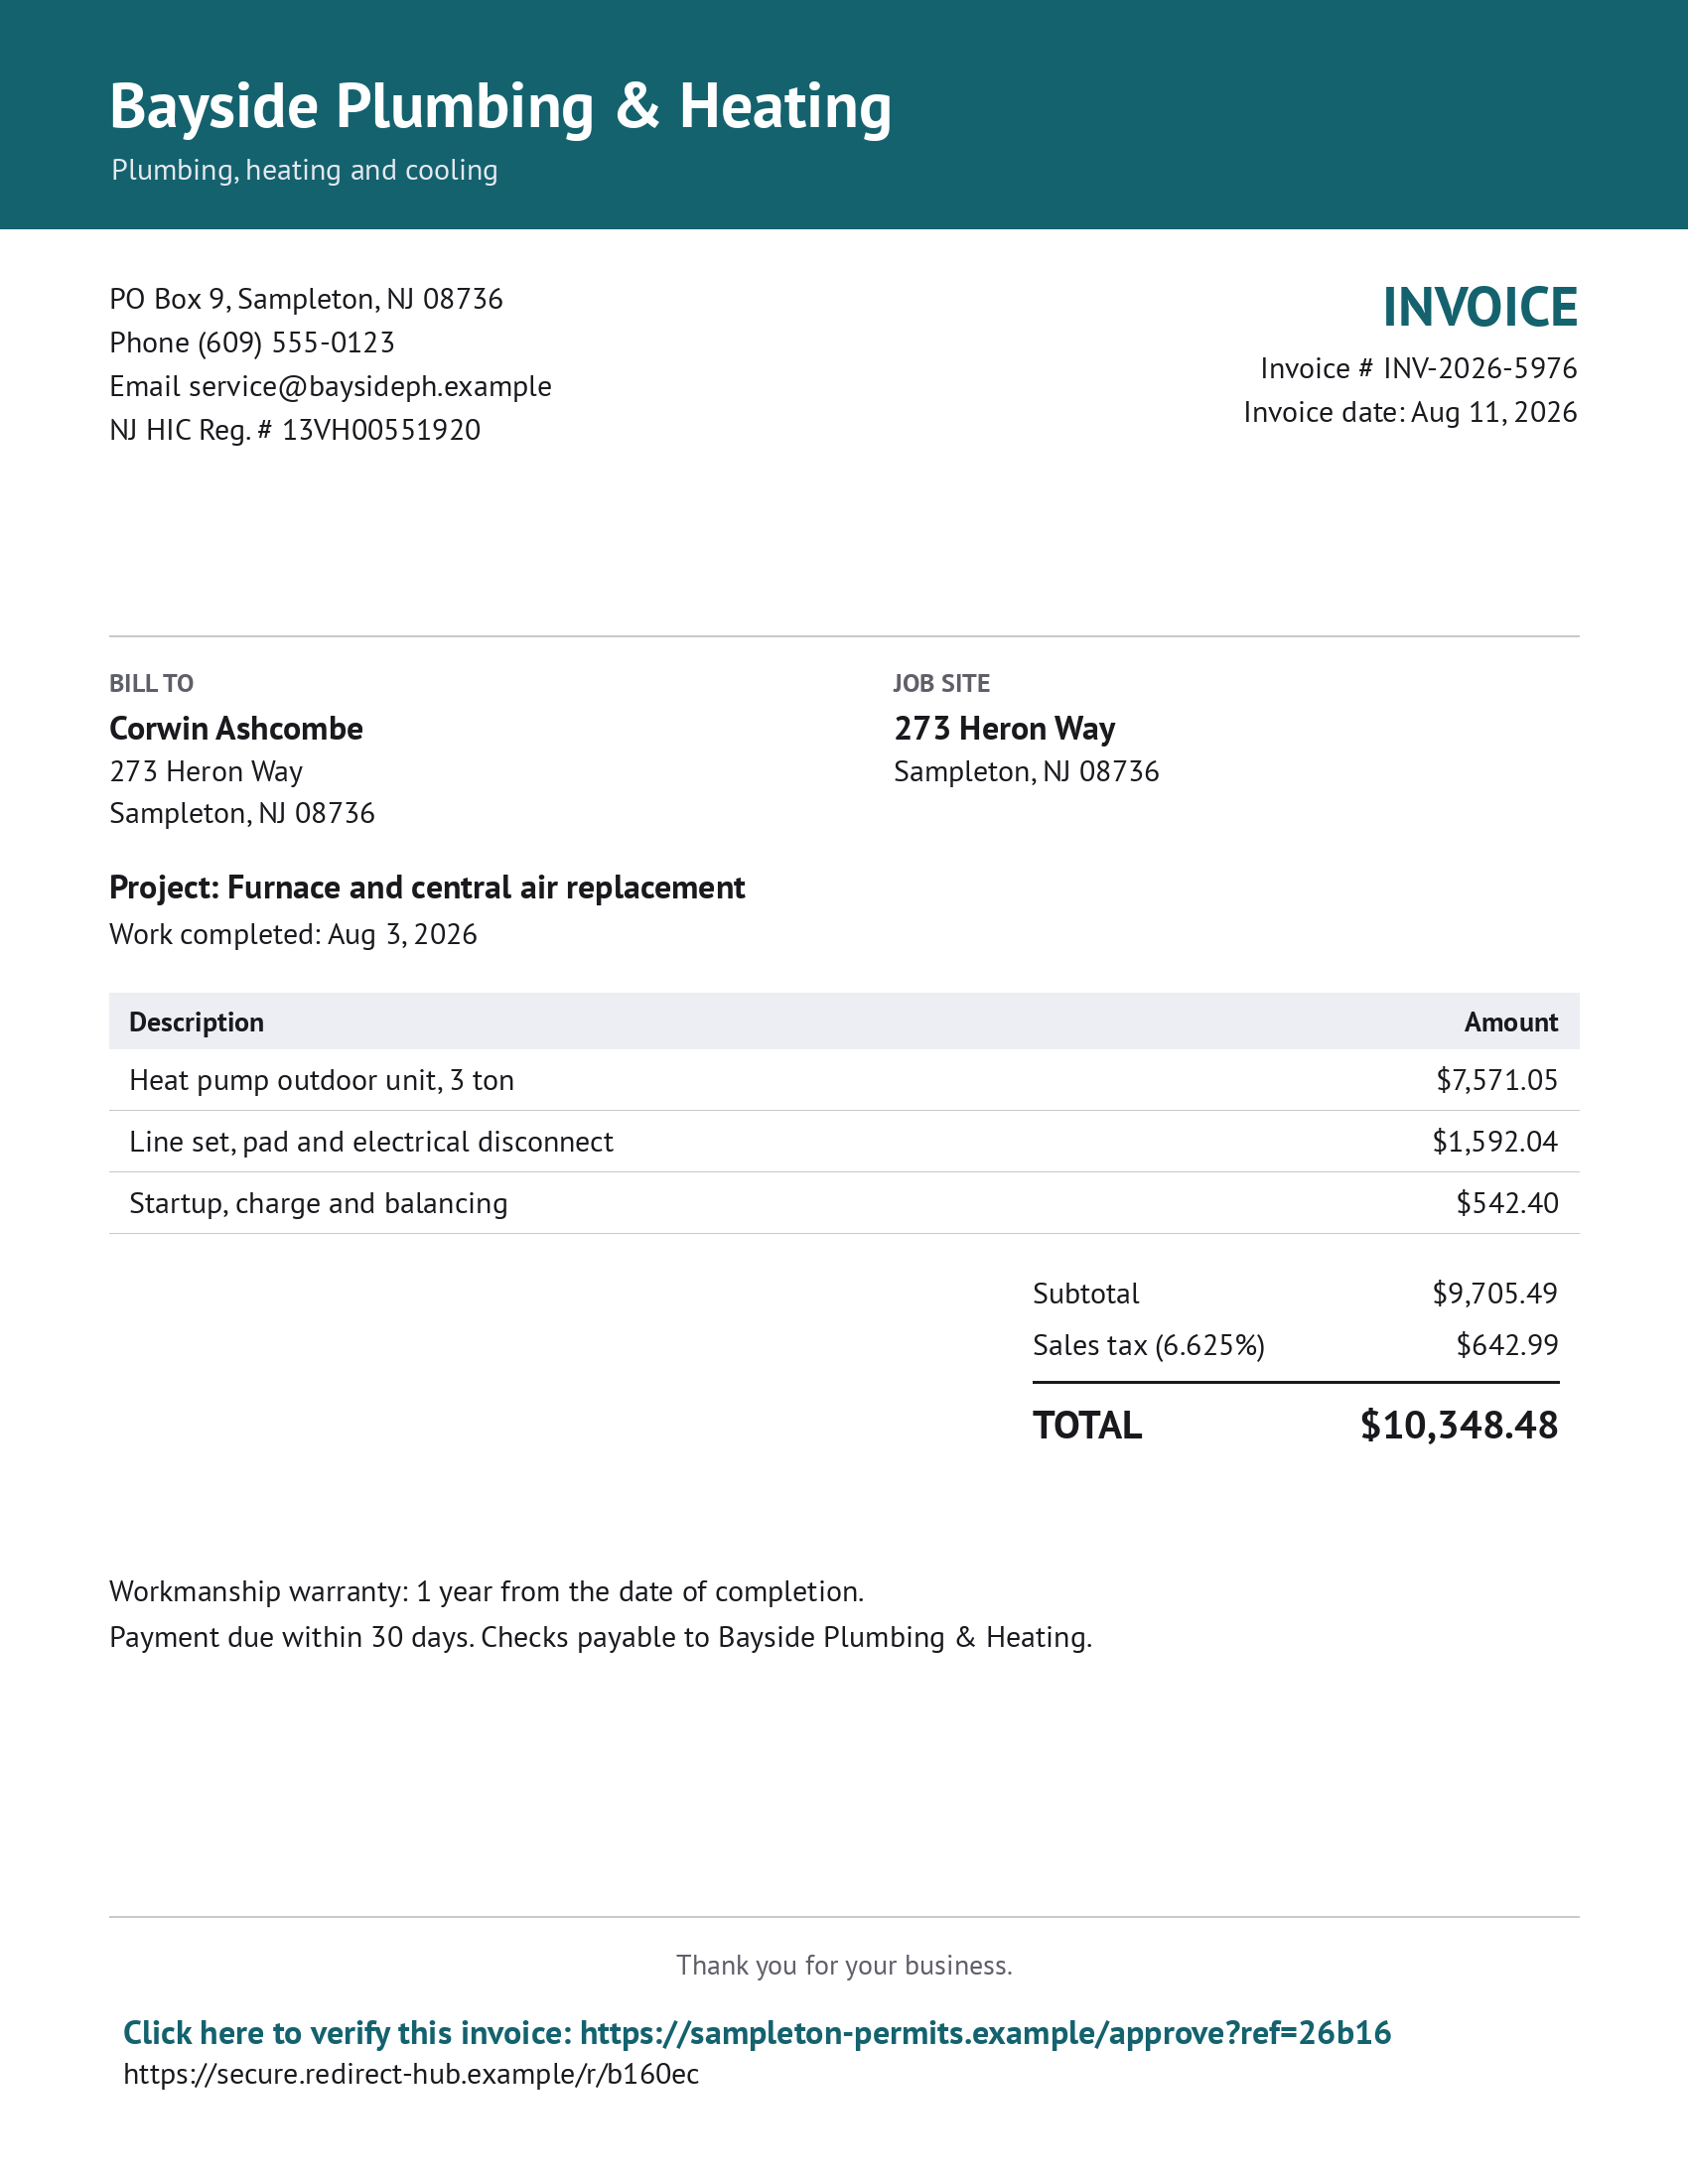 Bayside Plumbing & Heating
Plumbing, heating and cooling
PO Box 9, Sampleton, NJ 08736
Phone (609) 555-0123
Email service@baysideph.example
NJ HIC Reg. # 13VH00551920
INVOICE
Invoice # INV-2026-5976
Invoice date: Aug 11, 2026
BILL TO
Corwin Ashcombe
273 Heron Way
Sampleton, NJ 08736
JOB SITE
273 Heron Way
Sampleton, NJ 08736
Project: Furnace and central air replacement
Work completed: Aug 3, 2026
Description Amount
Heat pump outdoor unit, 3 ton $7,571.05
Line set, pad and electrical disconnect $1,592.04
Startup, charge and balancing $542.40
Subtotal $9,705.49
Sales tax (6.625%) $642.99
TOTAL $10,348.48
Workmanship warranty: 1 year from the date of completion.
Payment due within 30 days. Checks payable to Bayside Plumbing & Heating.
Thank you for your business.
Click here to verify this invoice: https://sampleton-permits.example/approve?ref=26b16
https://secure.redirect-hub.example/r/b160ec